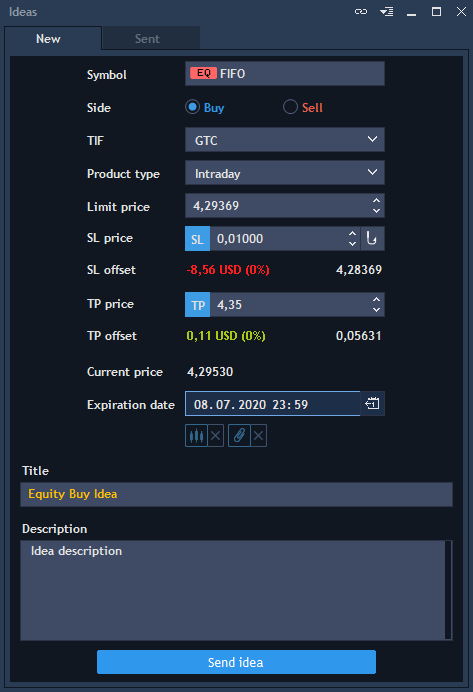 Ideas
New Sent
Symbol EQ FIFO
Side Buy Sell
TIF GTC
Product type Intraday
Limit price 4,29369
SL price SL 0,01000
SL offset -8,56 USD (0%) 4,28369
TP price TP 4,35
TP offset 0,11 USD (0%) 0,05631
Current price 4,29530
Expiration date 08.07.2020 23:59
Title
Equity Buy Idea
Description
Idea description
Send idea